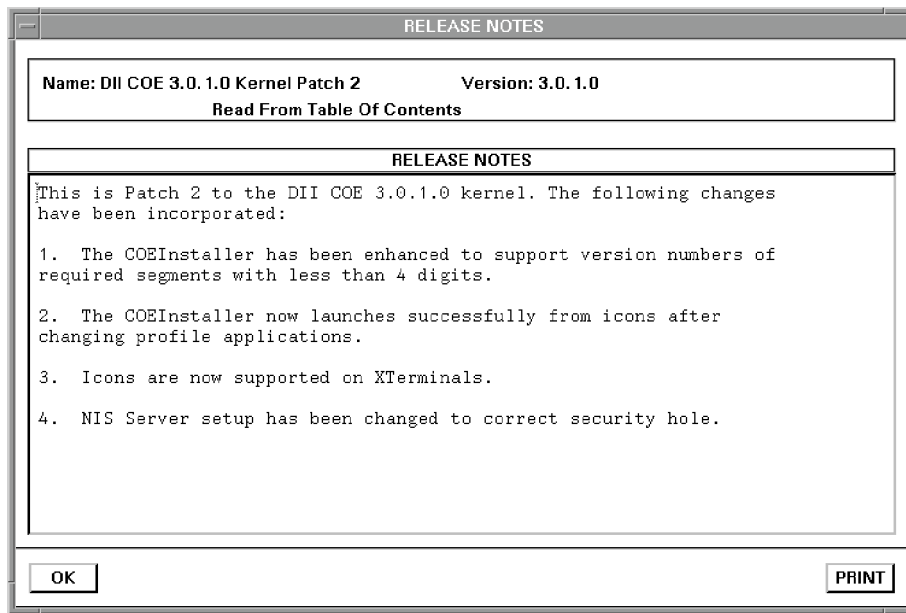 RELEASE NOTES
Name: DII COE 3.0.1.0 Kernel Patch 2 Version: 3.0.1.0
Read From Table Of Contents
RELEASE NOTES
This is Patch 2 to the DII COE 3.0.1.0 kernel. The following changes
have been incorporated:
1. The COEInstaller has been enhanced to support version numbers of
required segments with less than 4 digits.
2. The COEInstaller now launches successfully from icons after
changing profile applications.
3. Icons are now supported on XTerminals.
4. NIS Server setup has been changed to correct security hole.
OK PRINT